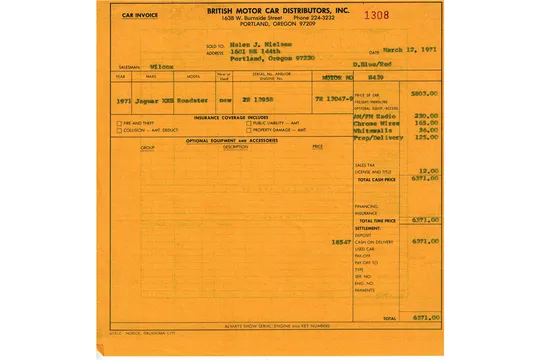 CAR INVOICE
BRITISH MOTOR CAR DISTRIBUTORS, INC.
1638 W. Burnside Street Phone 224-3232
PORTLAND, OREGON 97209
1308
SOLD TO Helen J. Nielsen
ADDRESS 1601 NE 144th
Portland, Oregon 97230
DATE March 12, 1971
SALESMAN Wilcox
D.Blue/Red
YEAR MAKE MODEL New or Used SERIAL NO. AND/OR ENGINE No. MOTOR NO 8439
1971 Jaguar XKE Roadster new
PRICE OF CAR 5803.00
FREIGHT HANDLING
OPTIONAL EQUIP.-ACCESS.
INSURANCE COVERAGE INCLUDES
FIRE AND THEFT PUBLIC LIABILITY — AMT
COLLISION — AMT. DEDUCT PROPERTY DAMAGE — AMT
AM/FM Radio 230.00
Chrome Wires 165.00
Whitewalls 36.00
Prep/Delivery 125.00
OPTIONAL EQUIPMENT AND ACCESSORIES
GROUP DESCRIPTION PRICE
SALES TAX
LICENSE AND TITLE 12.00
TOTAL CASH PRICE 6371.00
FINANCING
INSURANCE
TOTAL TIME PRICE 6371.00
SETTLEMENT:
DEPOSIT
18547 CASH ON DELIVERY 6371.00
USED CAR
PAY-OFF
PAY OFF TO
TYPE
SER. NO.
ENG. NO.
PAYMENTS
TOTAL 6371.00
ALWAYS SHOW SERIAL, ENGINE AND KEY NUMBERS